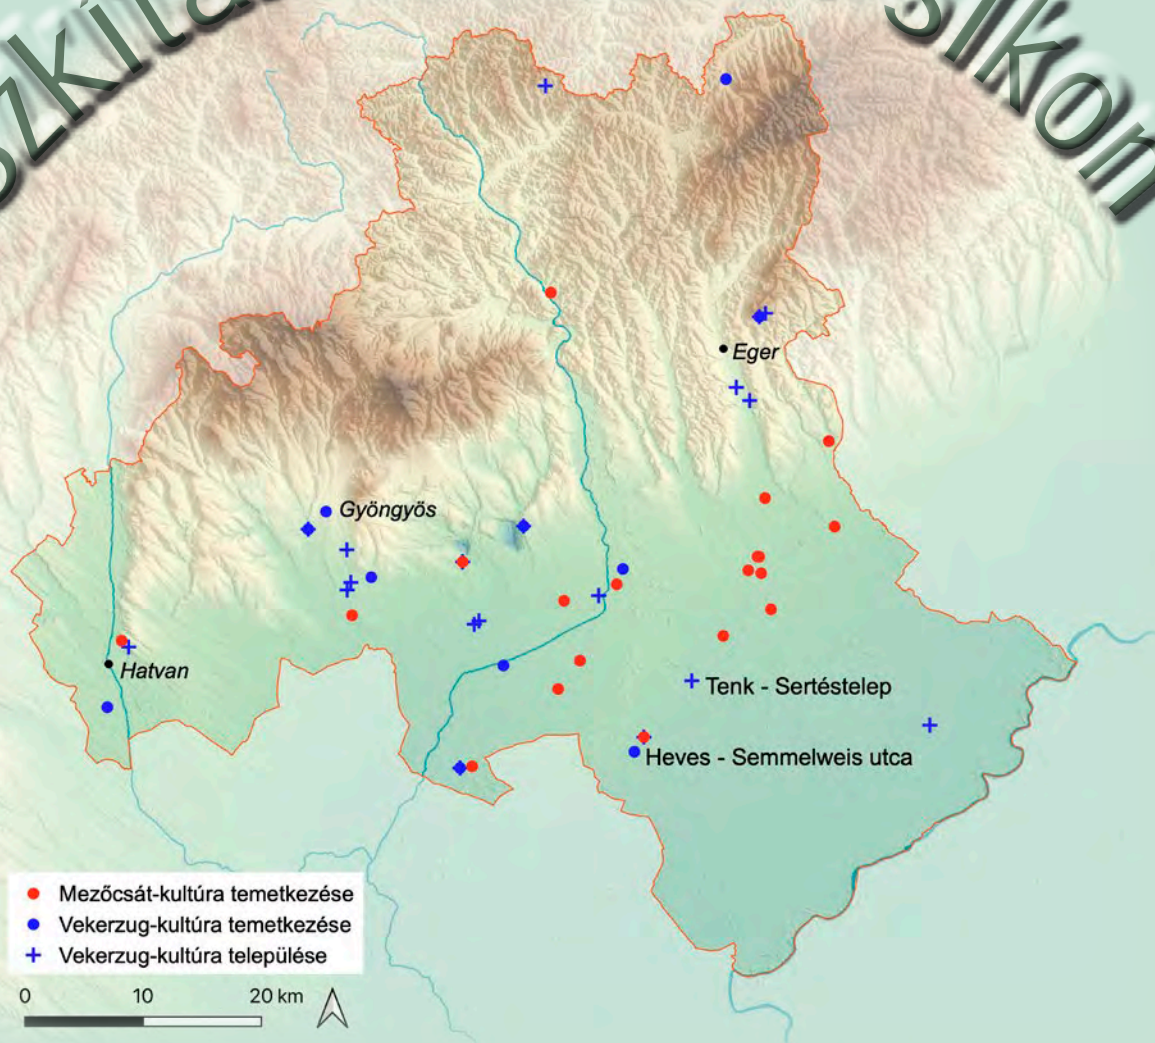 Eger
Gyöngyös
Hatvan
Tenk - Sertéstelep
Heves - Semmelweis utca
Mezőcsát-kultúra temetkezése
Vekerzug-kultúra temetkezése
Vekerzug-kultúra települése
0 10 20 km